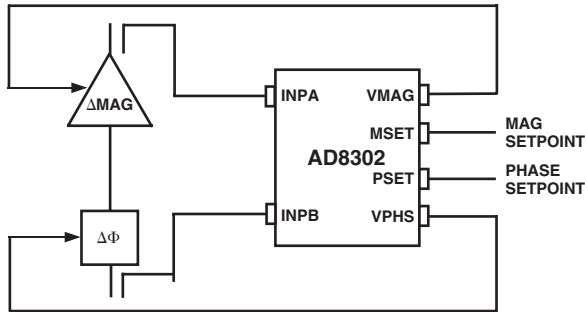 ΔMAG
ΔΦ
INPA
INPB
AD8302
VMAG
MSET
PSET
VPHS
MAG
SETPOINT
PHASE
SETPOINT